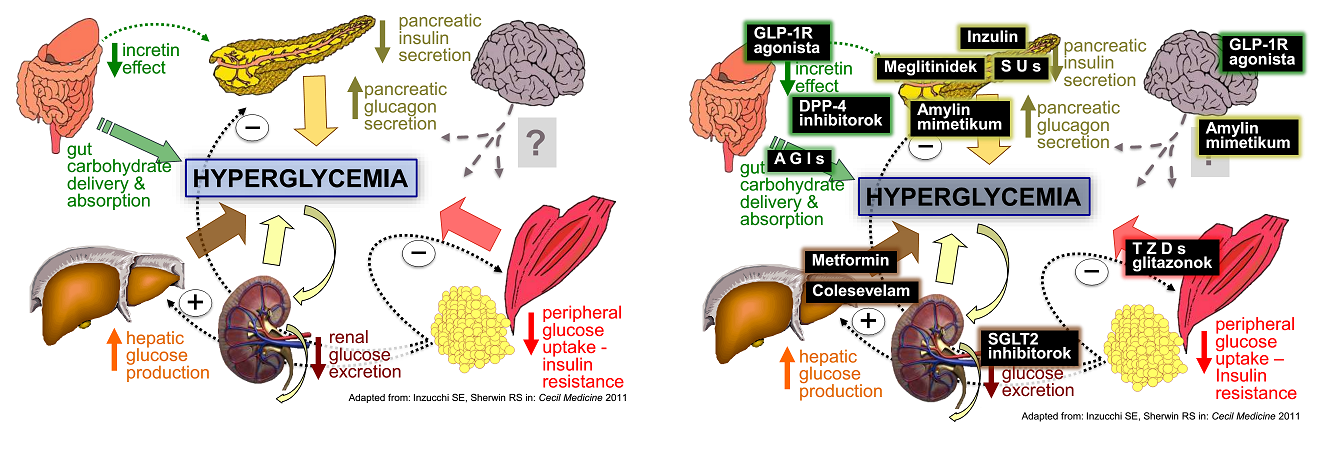 incretin
effect
pancreatic
insulin
secretion
pancreatic
glucagon
secretion
−
?
gut
carbohydrate
delivery &
absorption
HYPERGLYCEMIA
−
+
hepatic
glucose
production
renal
glucose
excretion
peripheral
glucose
uptake -
insulin
resistance
Adapted from: Inzucchi SE, Sherwin RS in: Cecil Medicine 2011
GLP-1R
agonista
incretin
effect
DPP-4
inhibitorok
Inzulin
Meglitinidek
S U s
pancreatic
insulin
secretion
Amylin
mimetikum
pancreatic
glucagon
secretion
−
GLP-1R
agonista
Amylin
mimetikum
A G I s
gut
carbohydrate
delivery &
absorption
HYPERGLYCEMIA
Metformin
Colesevelam
T Z D s
glitazonok
−
+
hepatic
glucose
production
SGLT2
inhibitorok
glucose
excretion
peripheral
glucose
uptake –
Insulin
resistance
Adapted from: Inzucchi SE, Sherwin RS in: Cecil Medicine 2011